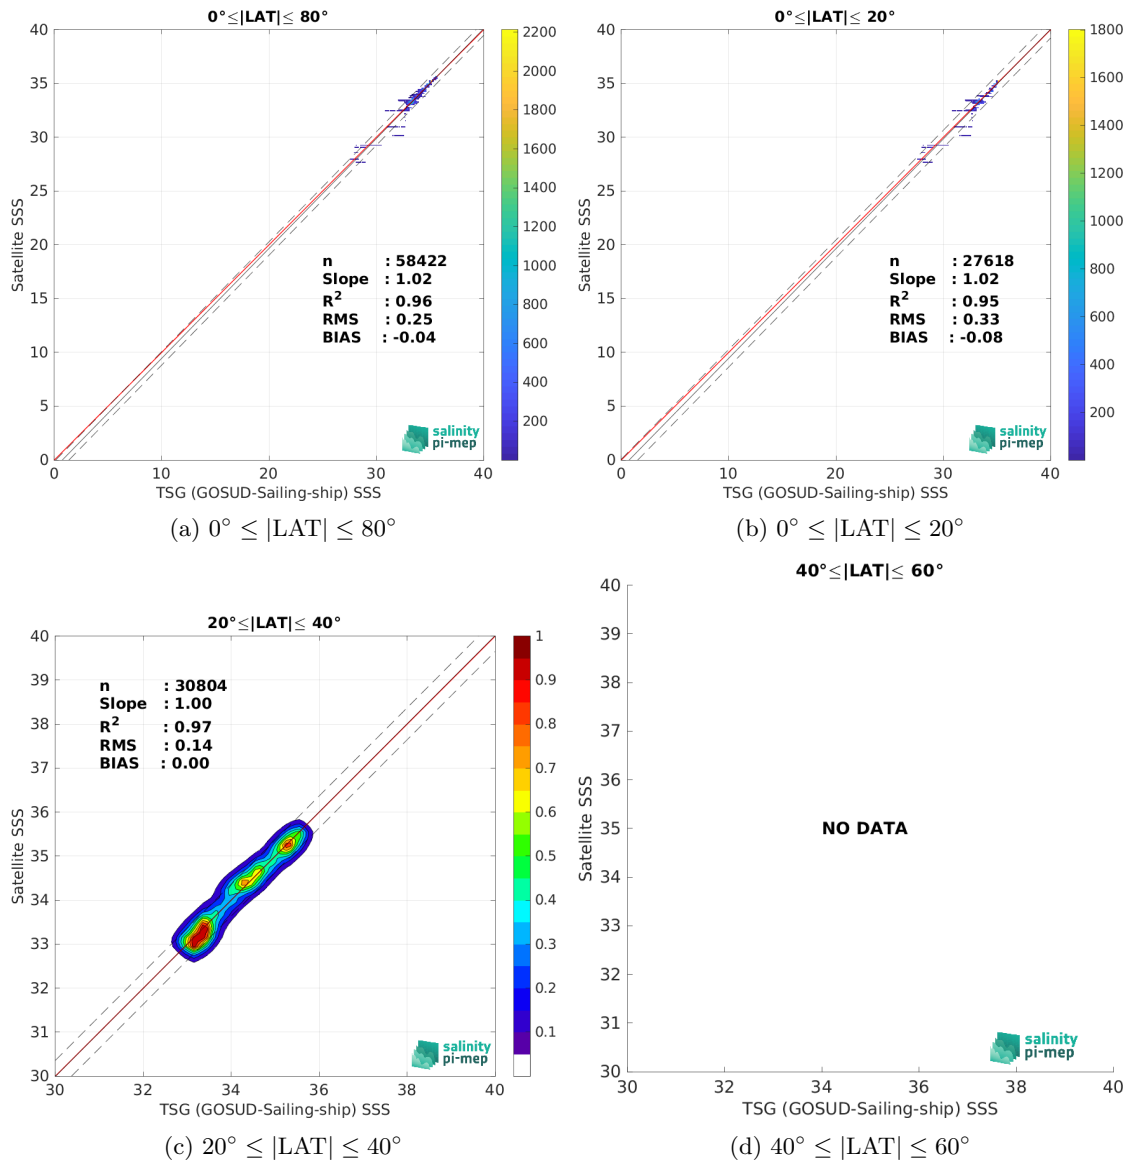 0°≤|LAT|≤ 80°
40
35
30
25
20
15
10
5
0
Satellite SSS
n : 58422
Slope : 1.02
R² : 0.96
RMS : 0.25
BIAS : -0.04
salinity
pi-mep
0 10 20 30 40
TSG (GOSUD-Sailing-ship) SSS
2200
2000
1800
1600
1400
1200
1000
800
600
400
200
(a) 0° ≤ |LAT| ≤ 80°
0°≤|LAT|≤ 20°
40
35
30
25
20
15
10
5
0
Satellite SSS
n : 27618
Slope : 1.02
R² : 0.95
RMS : 0.33
BIAS : -0.08
salinity
pi-mep
0 10 20 30 40
TSG (GOSUD-Sailing-ship) SSS
1800
1600
1400
1200
1000
800
600
400
200
(b) 0° ≤ |LAT| ≤ 20°
20°≤|LAT|≤ 40°
40
39
38
37
36
35
34
33
32
31
30
Satellite SSS
n : 30804
Slope : 1.00
R² : 0.97
RMS : 0.14
BIAS : 0.00
salinity
pi-mep
30 32 34 36 38 40
TSG (GOSUD-Sailing-ship) SSS
1
0.9
0.8
0.7
0.6
0.5
0.4
0.3
0.2
0.1
(c) 20° ≤ |LAT| ≤ 40°
40°≤|LAT|≤ 60°
40
39
38
37
36
35
34
33
32
31
30
Satellite SSS
NO DATA
salinity
pi-mep
30 32 34 36 38 40
TSG (GOSUD-Sailing-ship) SSS
(d) 40° ≤ |LAT| ≤ 60°